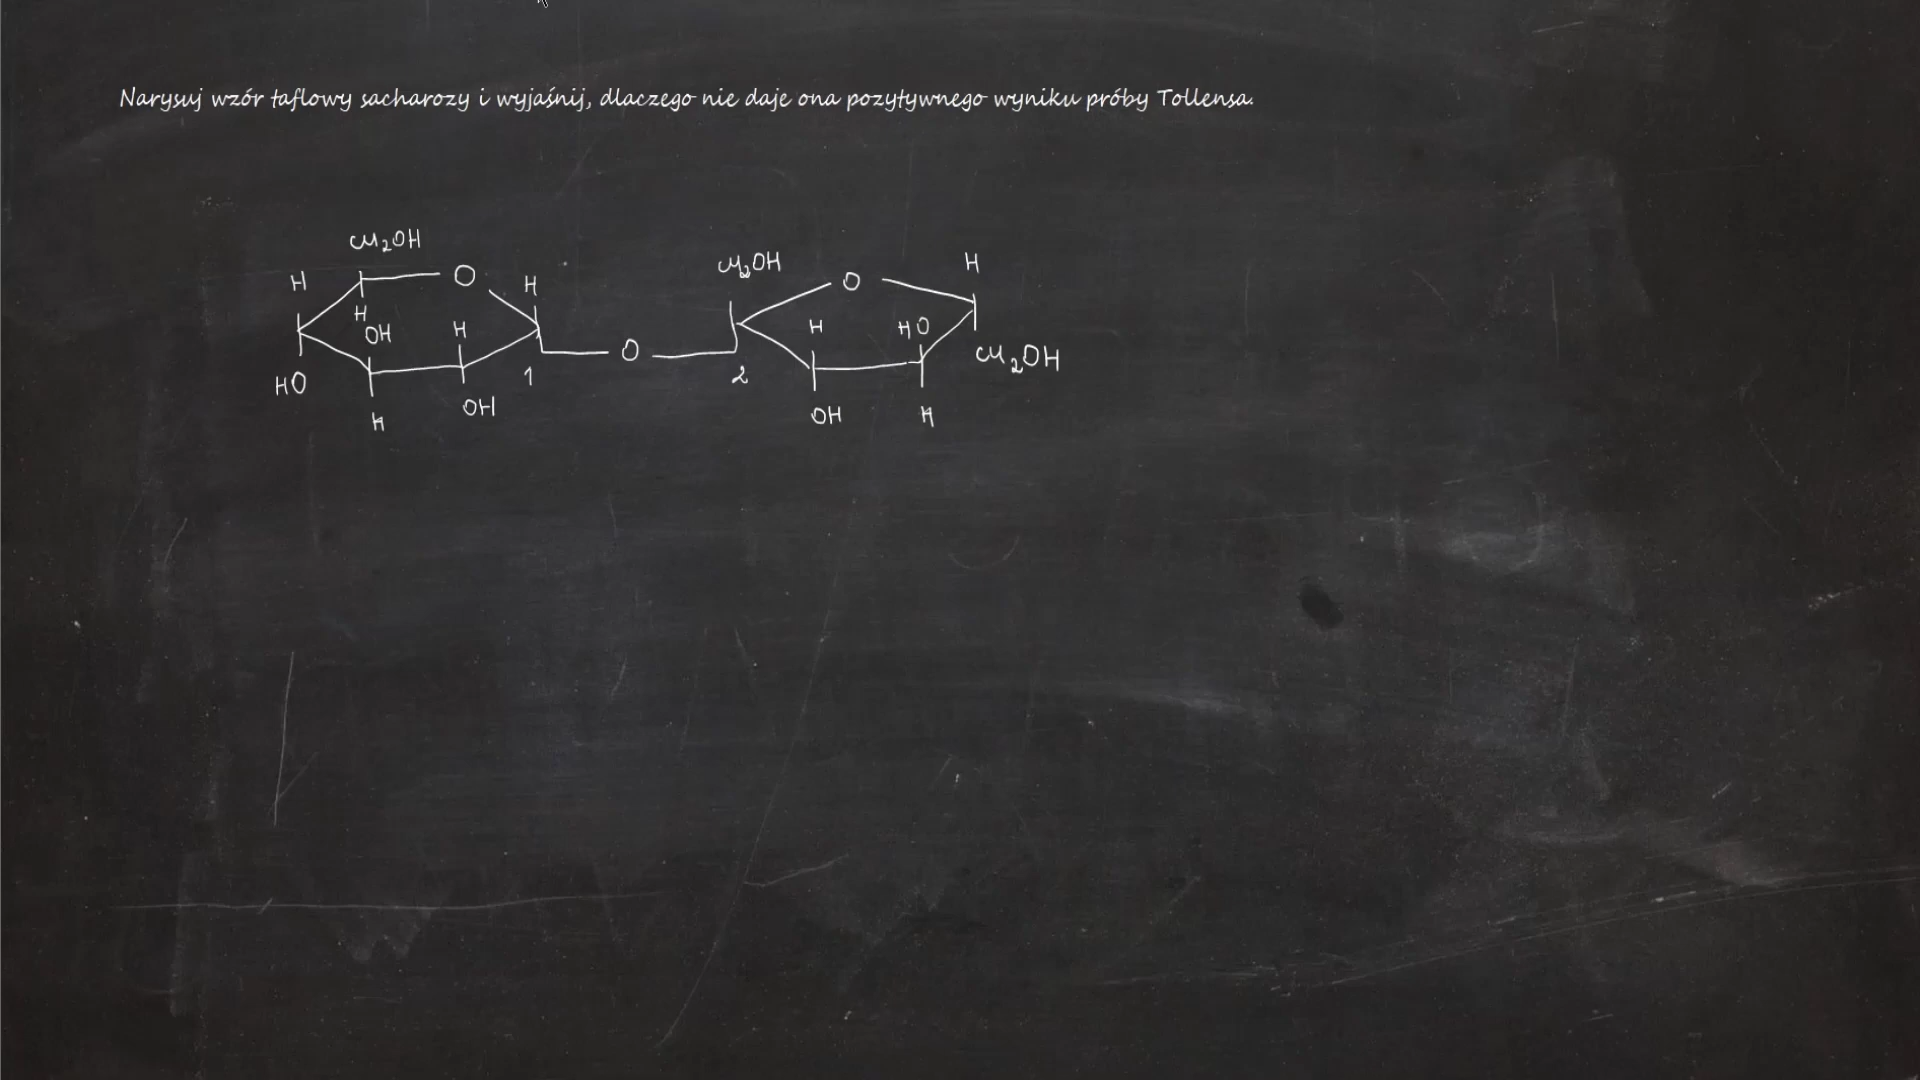 Narysuj wzór taflowy sacharozy i wyjaśnij, dlaczego nie daje ona pozytywnego wyniku próby Tollensa.
CH₂OH
H O H
H
OH H
HO
1
H OH
O
CH₂OH O H
H HO
CH₂OH
2
OH H